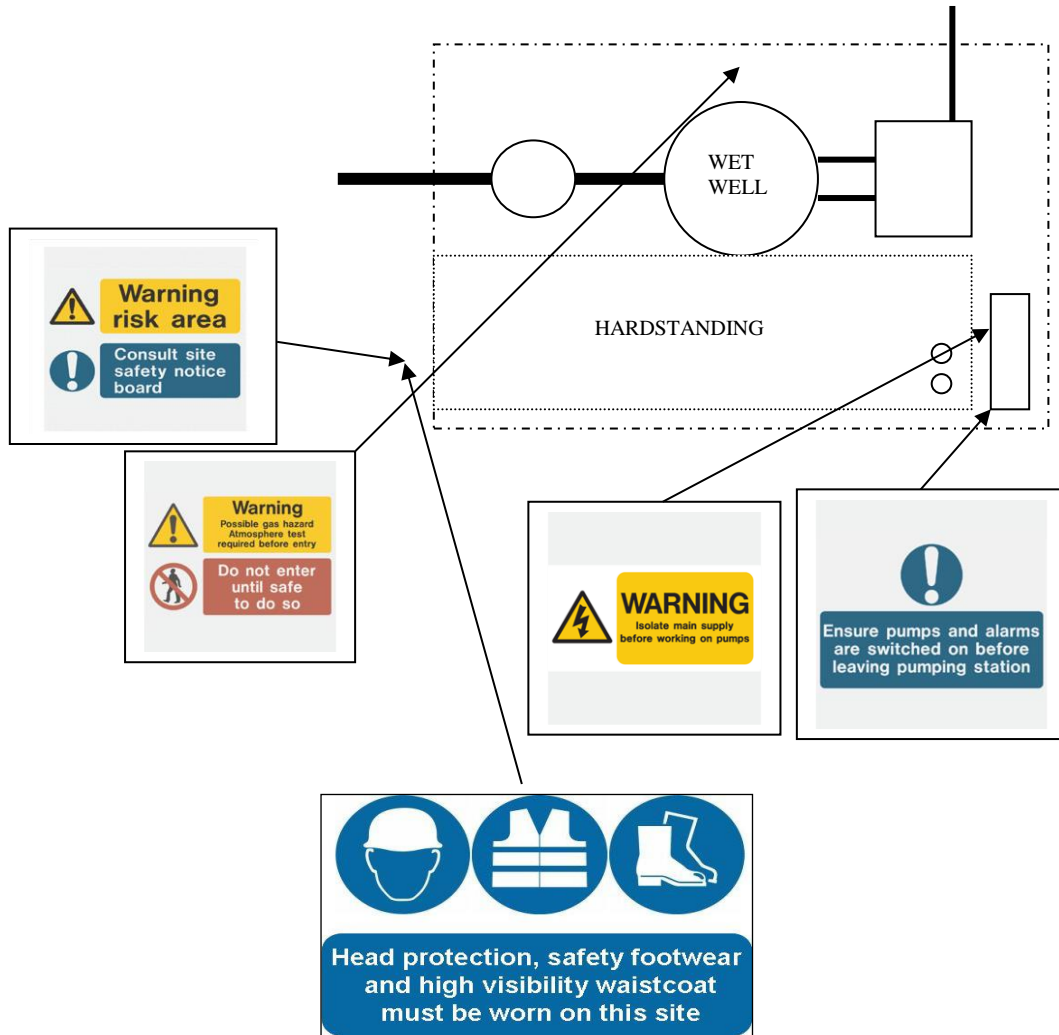 WET
WELL
Warning
risk area
Consult site
safety notice
board
HARDSTANDING
Warning
Possible gas hazard
Atmosphere test
required before entry
Do not enter
until safe
to do so
WARNING
Isolate main supply
before working on pumps
Ensure pumps and alarms
are switched on before
leaving pumping station
Head protection, safety footwear
and high visibility waistcoat
must be worn on this site